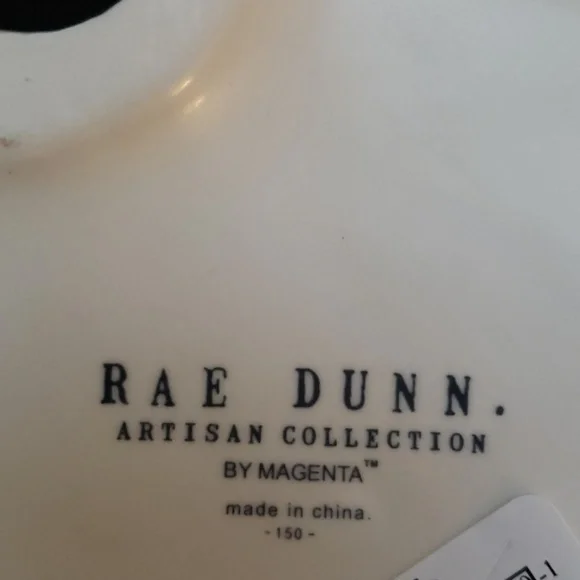 RAE DUNN.
ARTISAN COLLECTION
BY MAGENTA™
made in china.
- 150 -